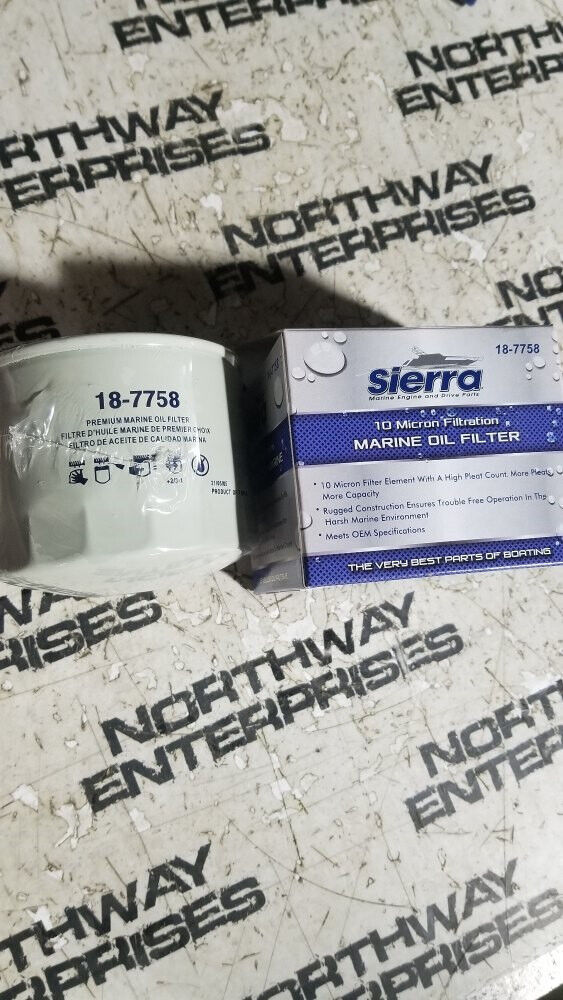 NORTHWAY
ENTERPRISES
NORTHWAY
ENTERPRISES
18-7758
PREMIUM MARINE OIL FILTER
FILTRE D'HUILE MARINE DE PREMIER CHOIX
FILTRO DE ACEITE DE CALIDAD MARINA
PRODUCT OF
18-7758
Sierra
Marine Engine and Drive Parts
10 Micron Filtration
MARINE OIL FILTER
• 10 Micron Filter Element With A High Pleat Count. More Pleats,
More Capacity
• Rugged Construction Ensures Trouble Free Operation In The
Harsh Marine Environment
• Meets OEM Specifications
THE VERY BEST PARTS OF BOATING
NORTHWAY
ENTERPRISES
NORTHWAY
ENTERPRISES
NORTHWAY
ENTERPRISES